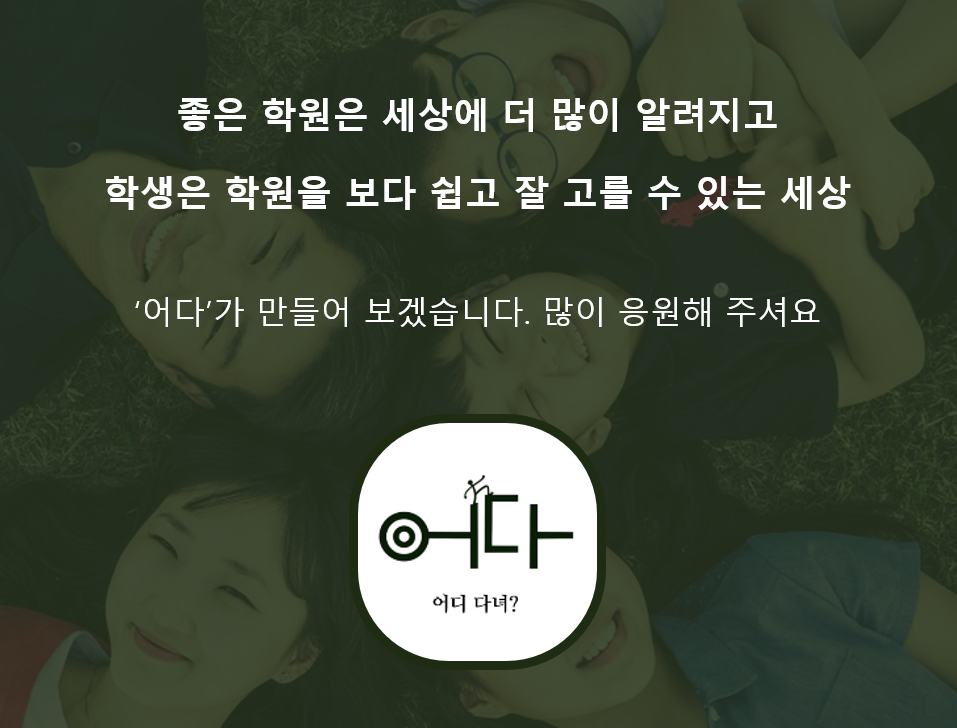 좋은 학원은 세상에 더 많이 알려지고
학생은 학원을 보다 쉽고 잘 고를 수 있는 세상
‘어다’가 만들어 보겠습니다. 많이 응원해 주셔요
어다
어디 다녀?